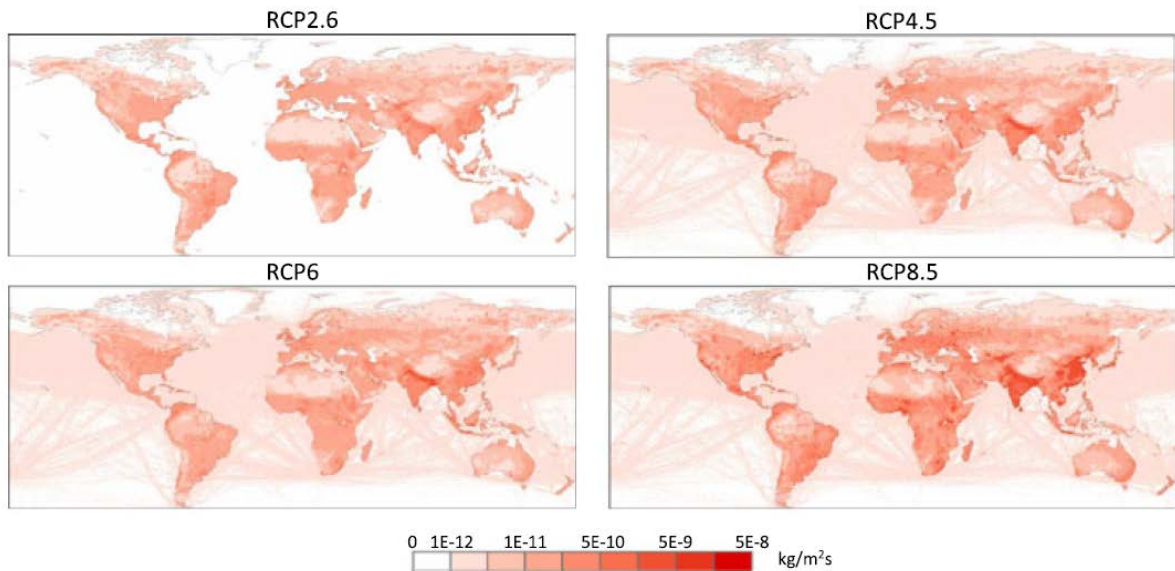 RCP2.6
RCP4.5
RCP6
RCP8.5
0 1E-12 1E-11 5E-10 5E-9 5E-8 kg/m²s